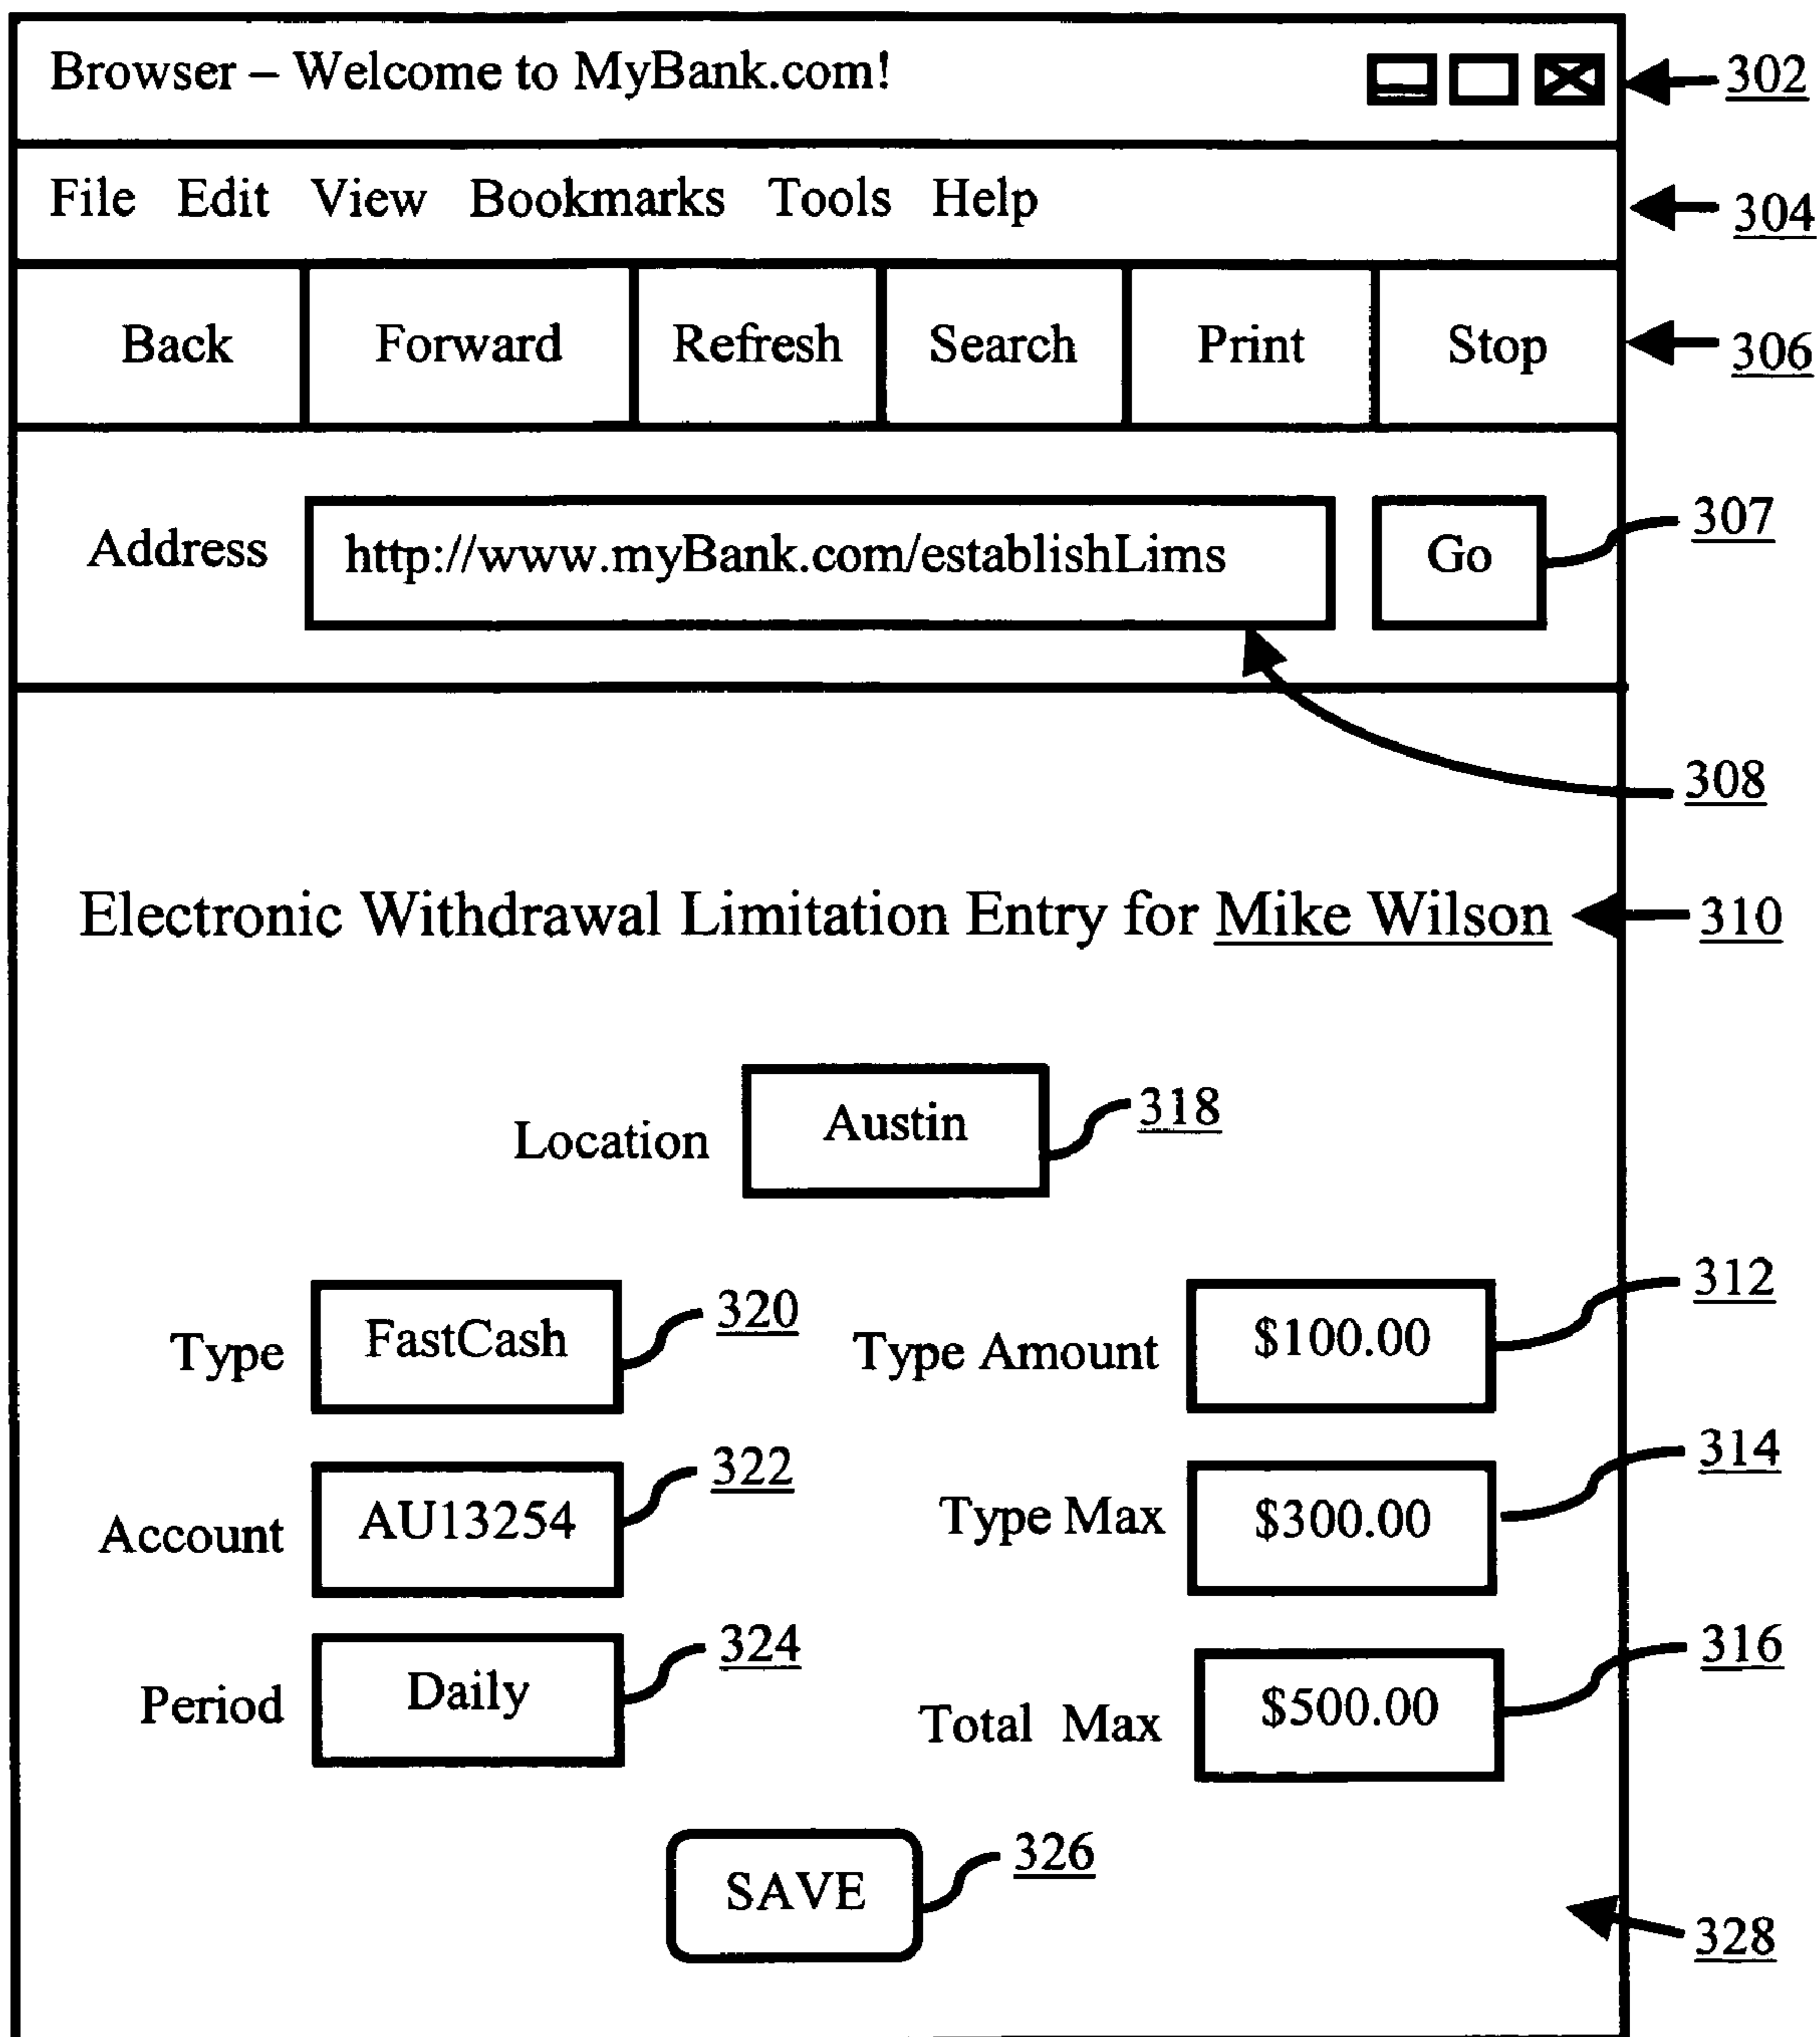 Browser – Welcome to MyBank.com! 302
File Edit View Bookmarks Tools Help 304
Back Forward Refresh Search Print Stop 306
307
Address http://www.myBank.com/establishLims Go
308
Electronic Withdrawal Limitation Entry for Mike Wilson 310
Location Austin 318
Type FastCash 320 Type Amount $100.00 312
Account AU13254 322 Type Max $300.00 314
Period Daily 324 Total Max $500.00 316
SAVE 326
328